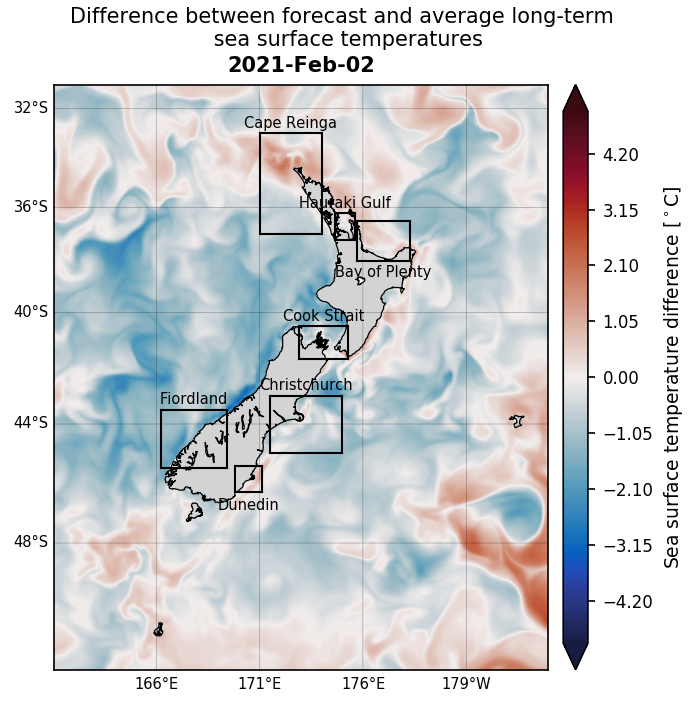 Difference between forecast and average long-term
sea surface temperatures
2021-Feb-02
32°S
36°S
40°S
44°S
48°S
Cape Reinga
Hauraki Gulf
Bay of Plenty
Cook Strait
Christchurch
Fiordland
Dunedin
166°E
171°E
176°E
179°W
4.20
3.15
2.10
1.05
0.00
−1.05
−2.10
−3.15
−4.20
Sea surface temperature difference [°C]